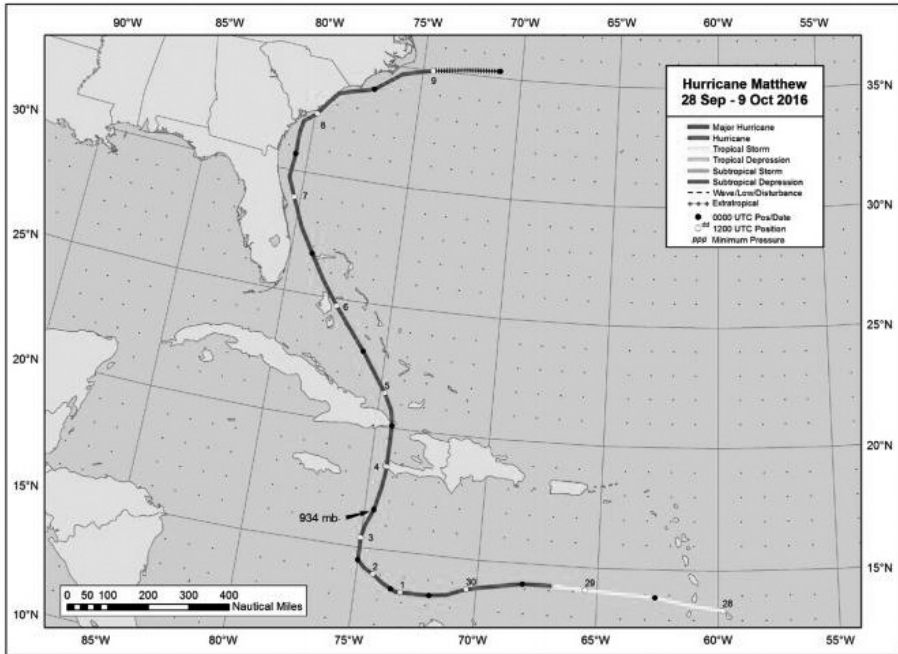 90°W 85°W 80°W 75°W 70°W 65°W 60°W 55°W
Hurricane Matthew
28 Sep - 9 Oct 2016
Major Hurricane
Hurricane
Tropical Storm
Tropical Depression
Subtropical Storm
Subtropical Depression
Wave/Low/Disturbance
Extratropical
0000 UTC Pos/Date
dd 1200 UTC Position
PPP Minimum Pressure
9
35°N
30°N
8
30°N
7
25°N
6
25°N
20°N
5
20°N
4
15°N
934 mb
3
15°N
2
1
30
29
28
0 50 100 200 300 400
Nautical Miles
10°N
85°W 80°W 75°W 70°W 65°W 60°W 55°W